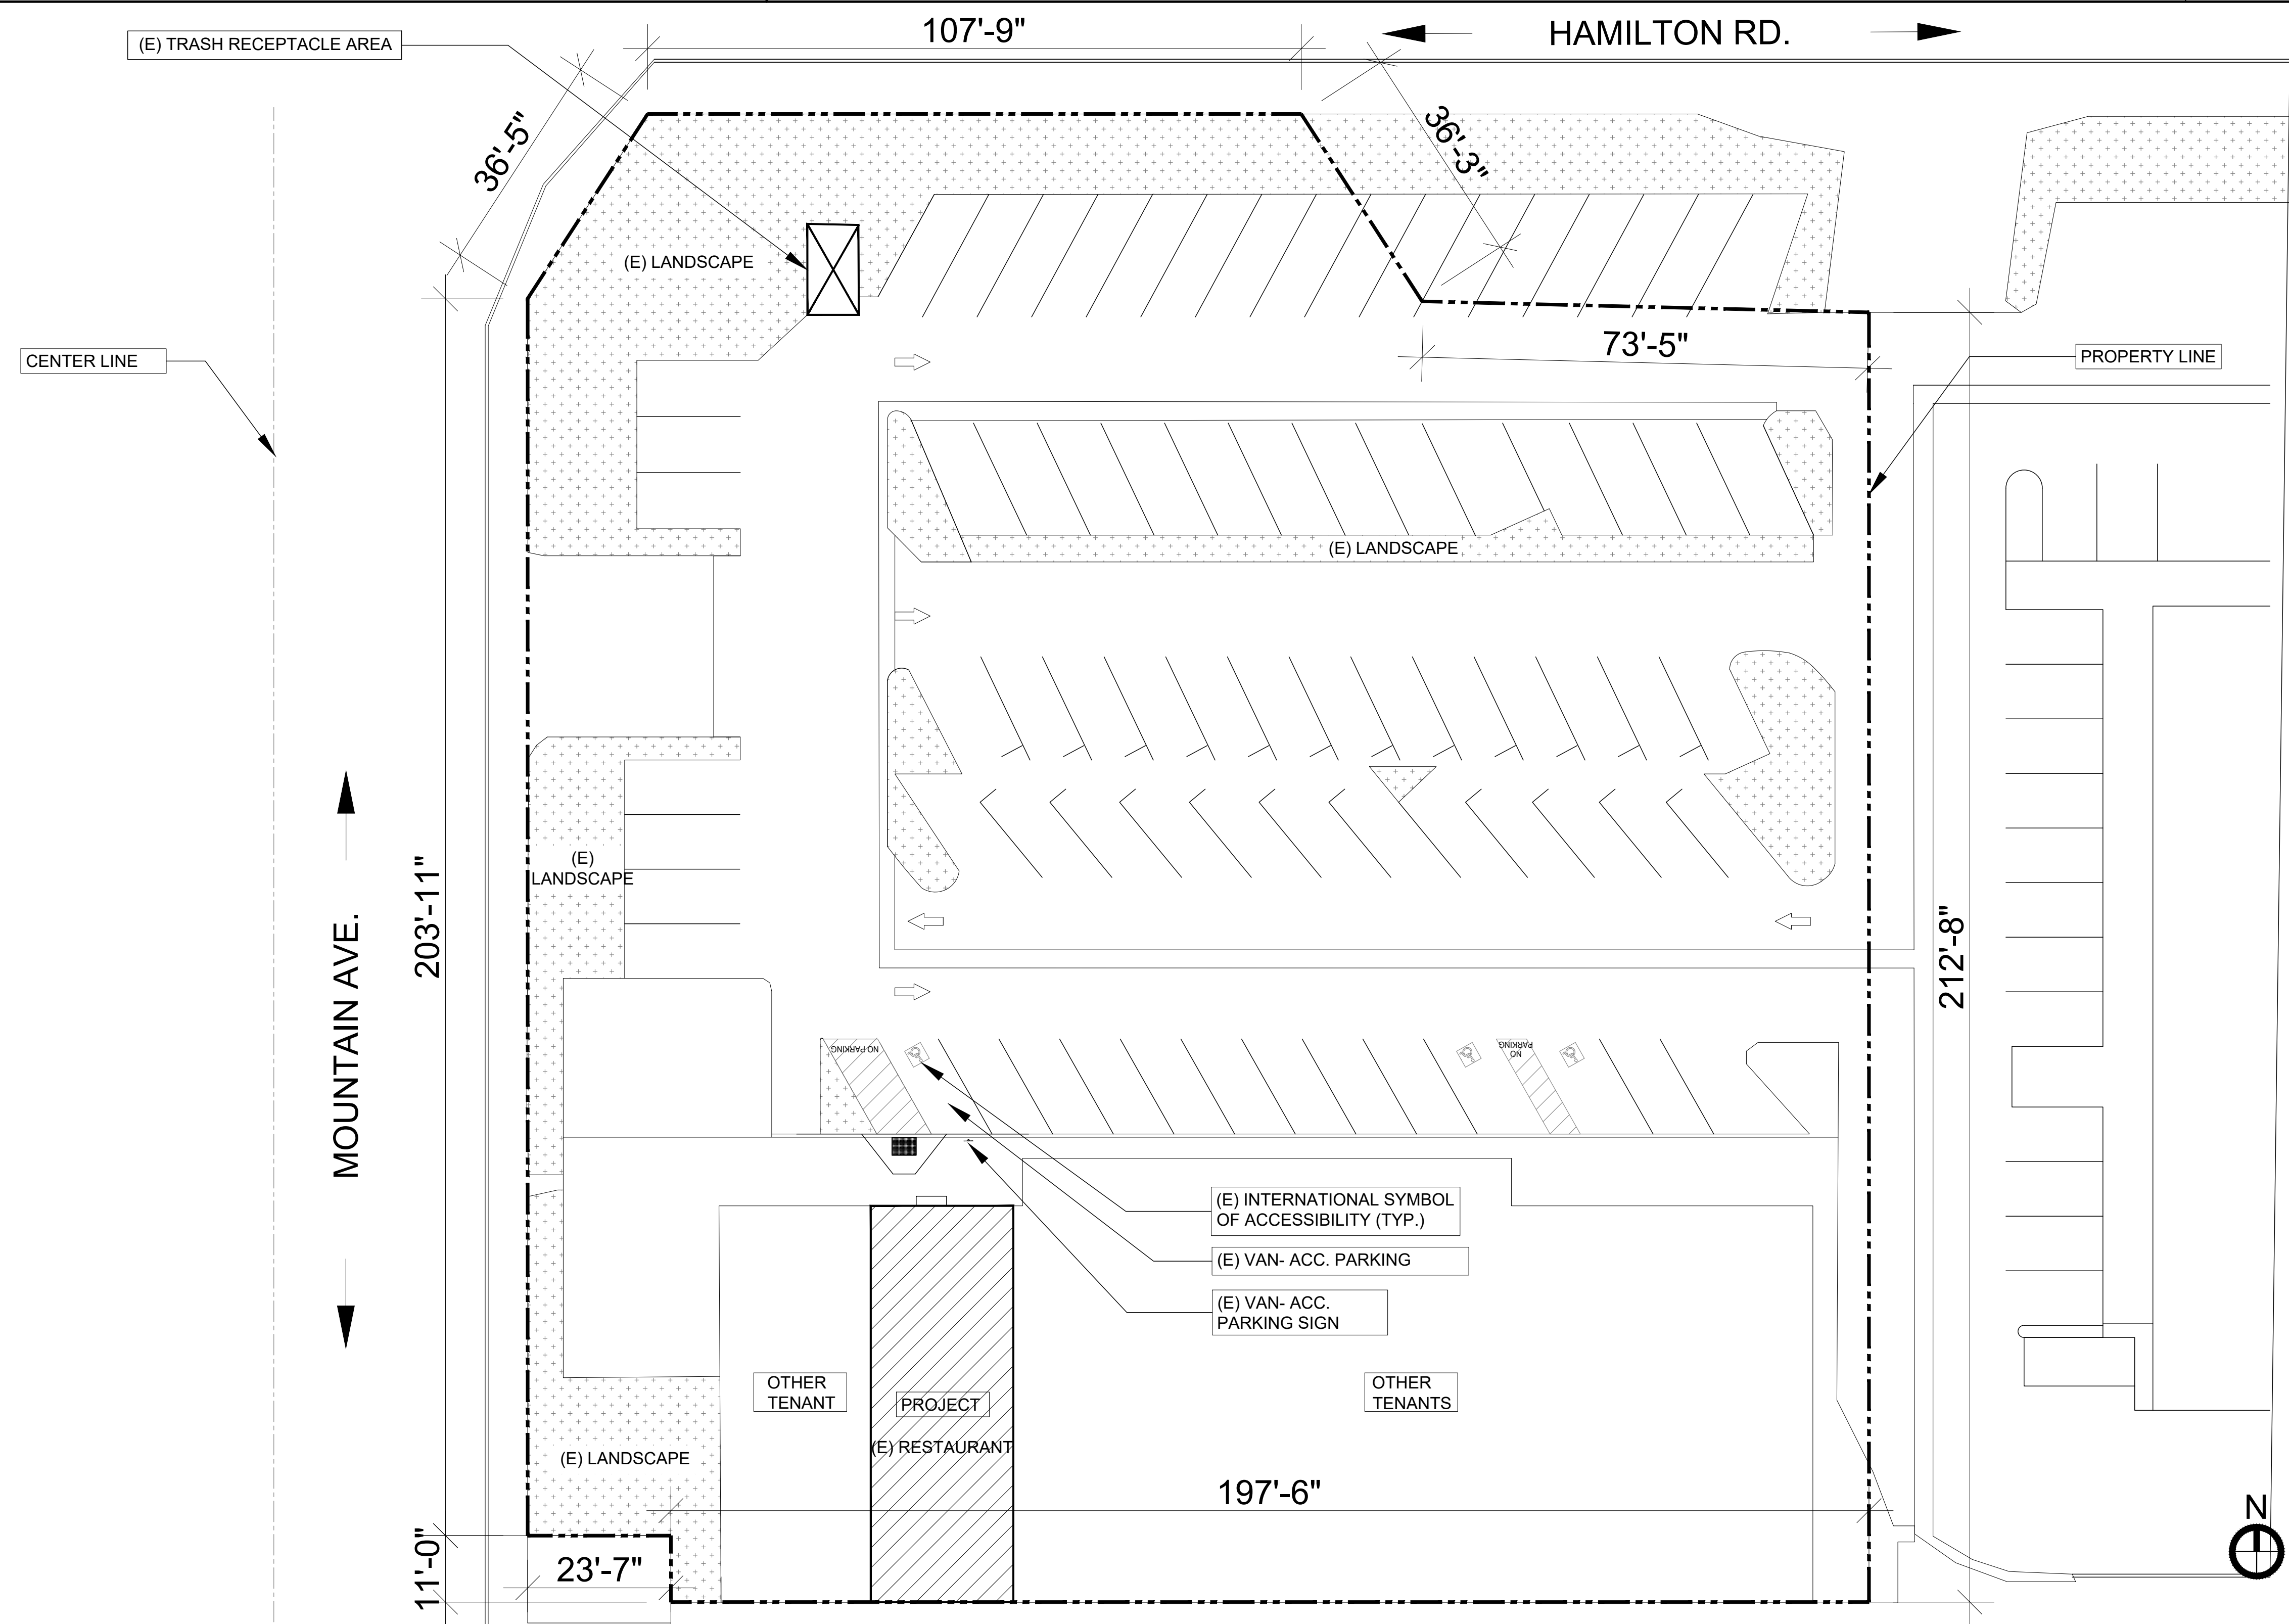 107'-9"
HAMILTON RD.
(E) TRASH RECEPTACLE AREA
36'-5"
36'-3"
(E) LANDSCAPE
73'-5"
CENTER LINE
PROPERTY LINE
(E) LANDSCAPE
(E)
LANDSCAPE
203'-11"
MOUNTAIN AVE.
212'-8"
NO PARKING
NO
PARKING
(E) INTERNATIONAL SYMBOL
OF ACCESSIBILITY (TYP.)
(E) VAN- ACC. PARKING
(E) VAN- ACC.
PARKING SIGN
OTHER
TENANT
PROJECT
(E) RESTAURANT
OTHER
TENANTS
(E) LANDSCAPE
197'-6"
N
11'-0"
23'-7"